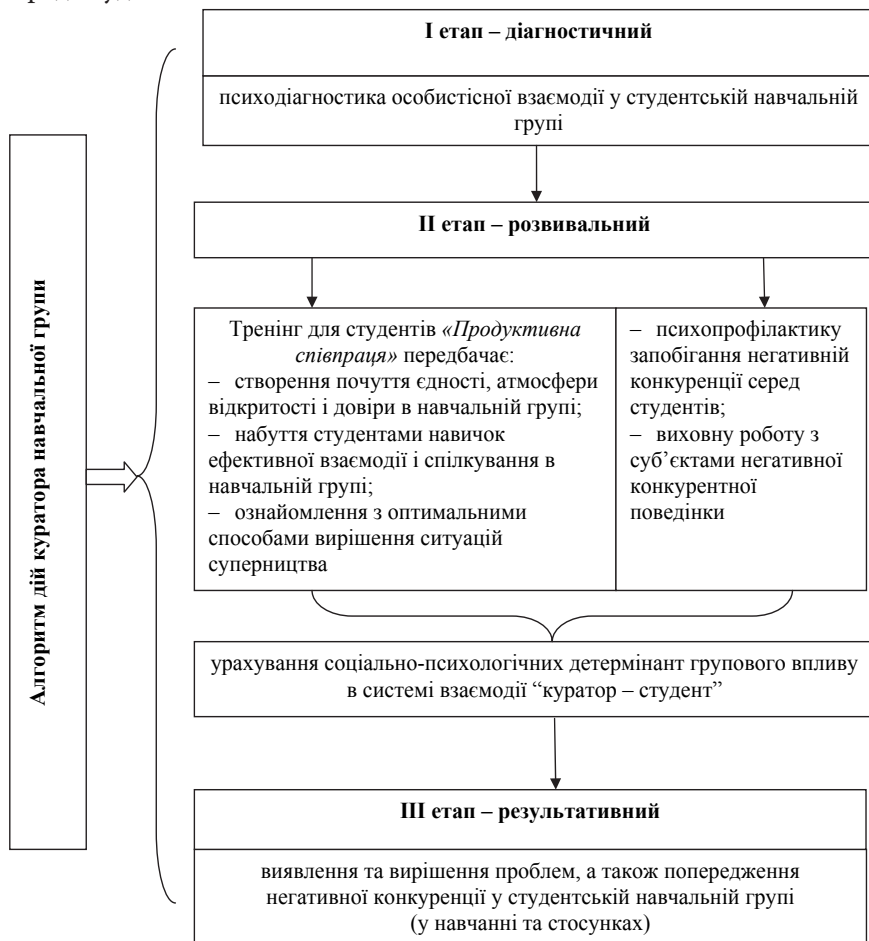 І етап – діагностичний
психодіагностика особистісної взаємодії у студентській навчальній
групі
Алгоритм дій куратора навчальної групи
ІІ етап – розвивальний
Тренінг для студентів «Продуктивна
співпраця» передбачає:
– створення почуття єдності, атмосфери
відкритості і довіри в навчальній групі;
– набуття студентами навичок
ефективної взаємодії і спілкування в
навчальній групі;
– ознайомлення з оптимальними
способами вирішення ситуацій
суперництва
– психопрофілактику
запобігання негативній
конкуренції серед
студентів;
– виховну роботу з
суб’єктами негативної
конкурентної
поведінки
урахування соціально-психологічних детермінант групового впливу
в системі взаємодії “куратор – студент”
ІІІ етап – результативний
виявлення та вирішення проблем, а також попередження
негативної конкуренції у студентській навчальній групі
(у навчанні та стосунках)